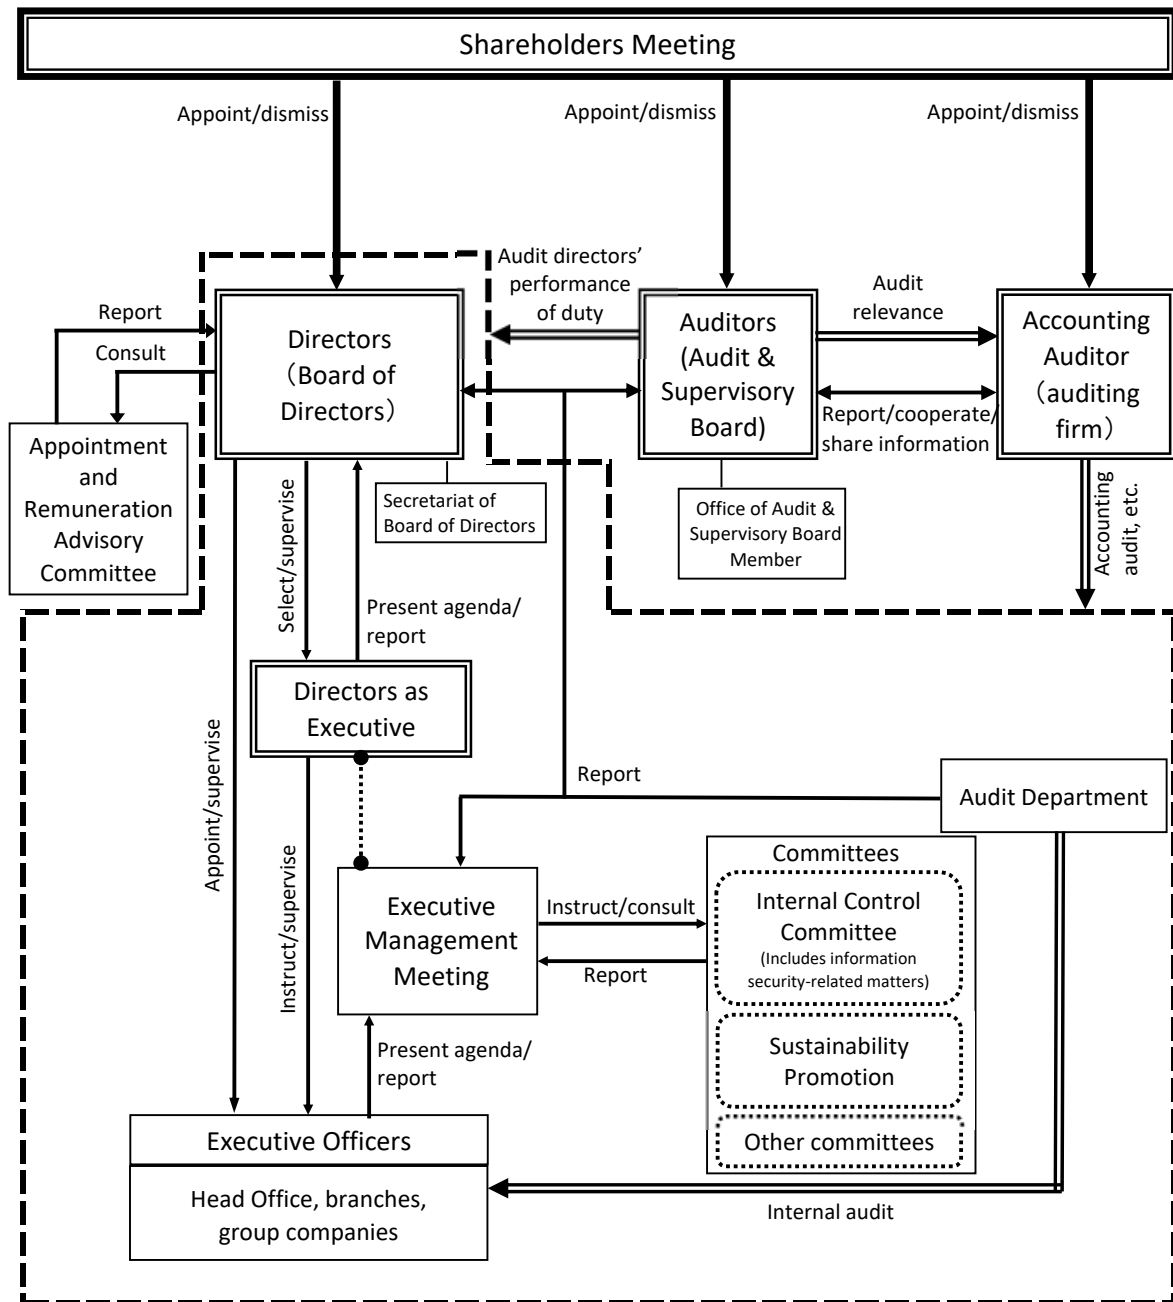 Shareholders Meeting
Appoint/dismiss
Appoint/dismiss
Appoint/dismiss
Audit directors’
performance
of duty
Audit
relevance
Report
Consult
Directors
（Board of
Directors）
Auditors
(Audit &
Supervisory
Board)
Accounting
Auditor
（auditing
firm）
Report/cooperate/
share information
Appointment
and
Remuneration
Advisory
Committee
Secretariat of
Board of Directors
Office of Audit &
Supervisory Board
Member
Accounting
audit, etc.
Select/supervise
Present agenda/
report
Directors as
Executive
Appoint/supervise
Instruct/supervise
Report
Audit Department
Committees
Executive
Management
Meeting
Instruct/consult
Report
Internal Control
Committee
(Includes information
security-related matters)
Sustainability
Promotion
Other committees
Present agenda/
report
Executive Officers
Head Office, branches,
group companies
Internal audit